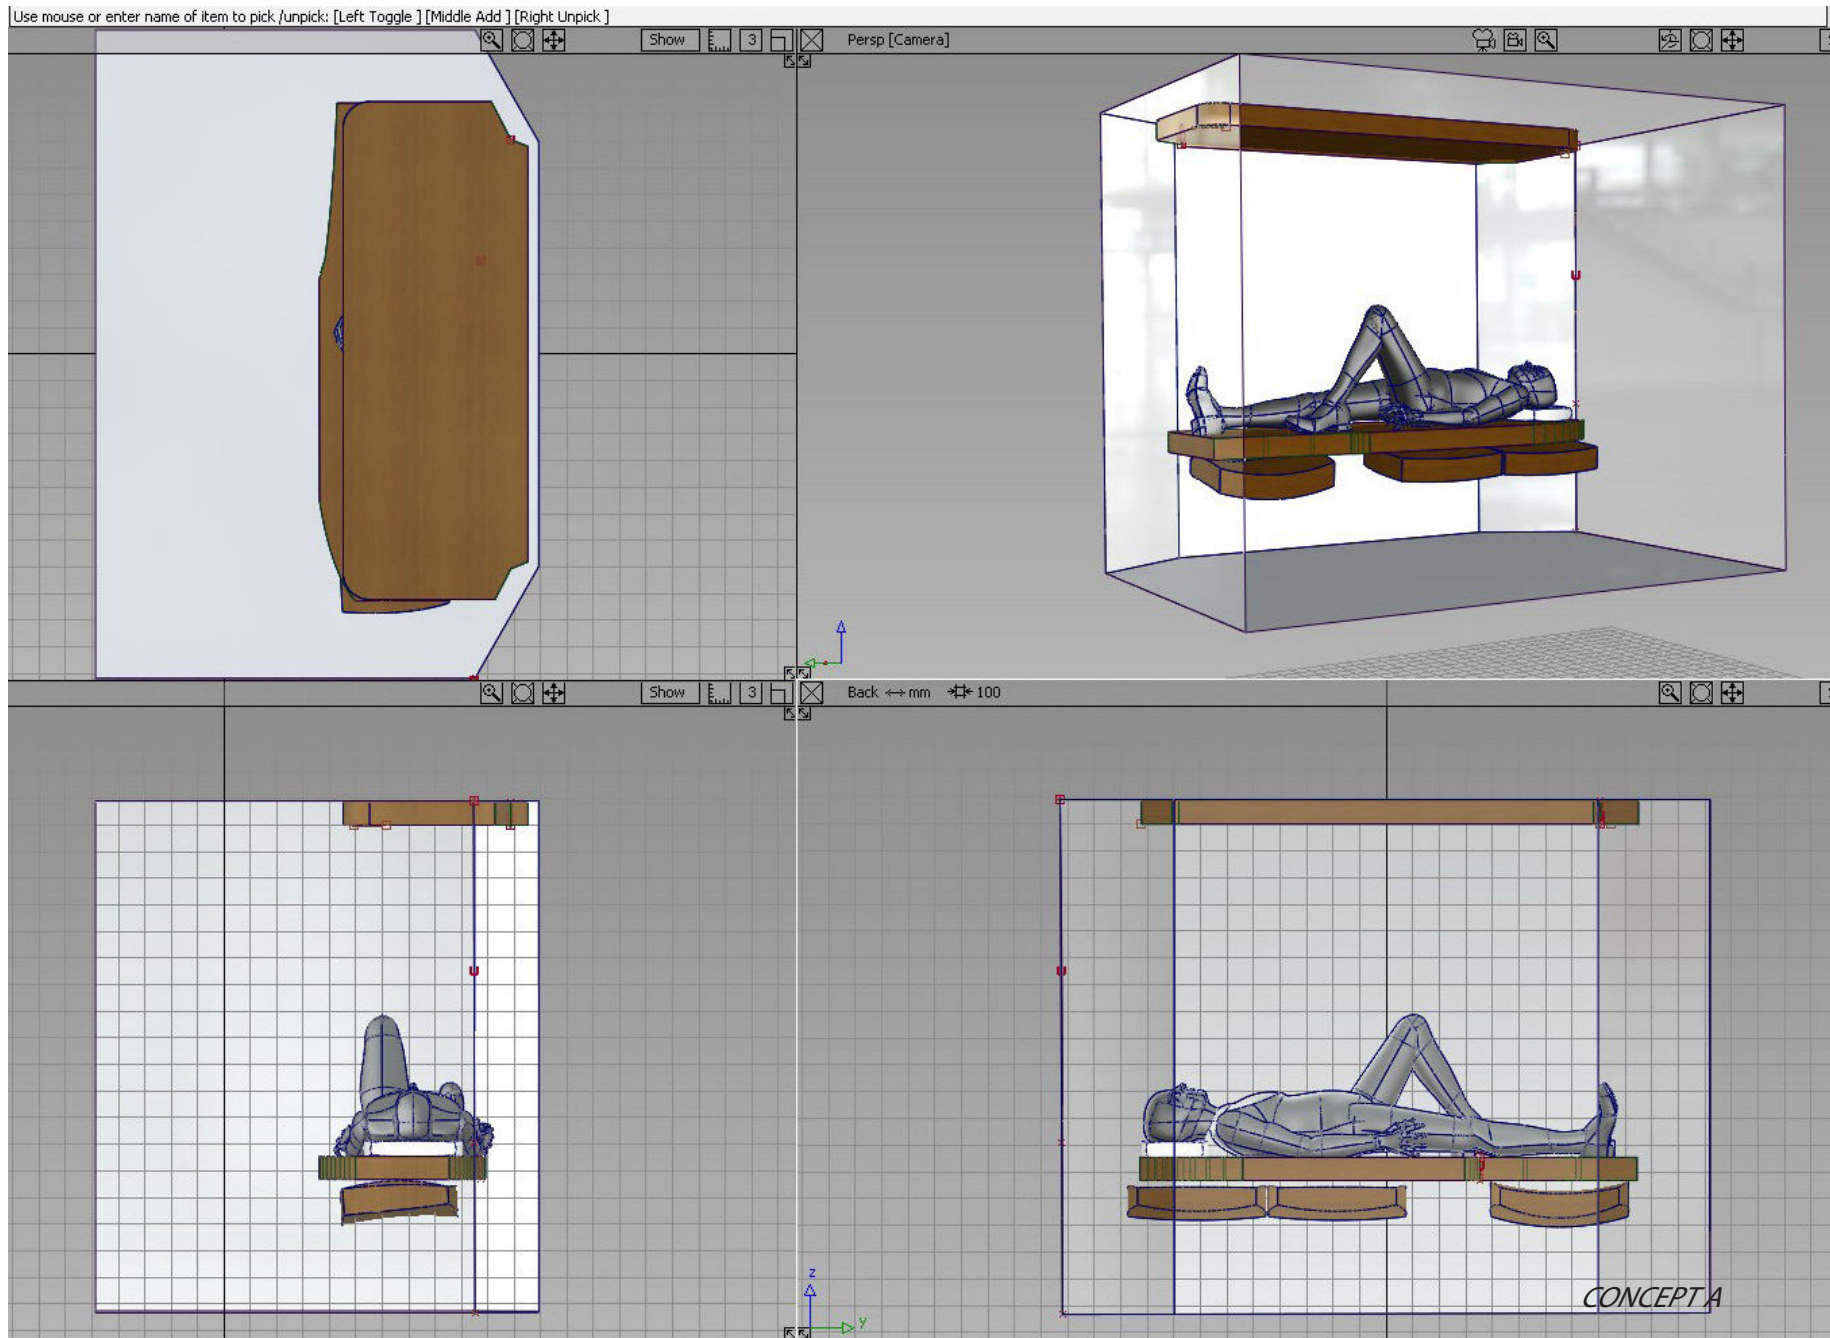 Use mouse or enter name of item to pick /unpick: [Left Toggle ] [Middle Add ] [Right Unpick ]
Show
3
Persp [Camera]
Show
3
Back ↔ mm 100
z
y
CONCEPT A